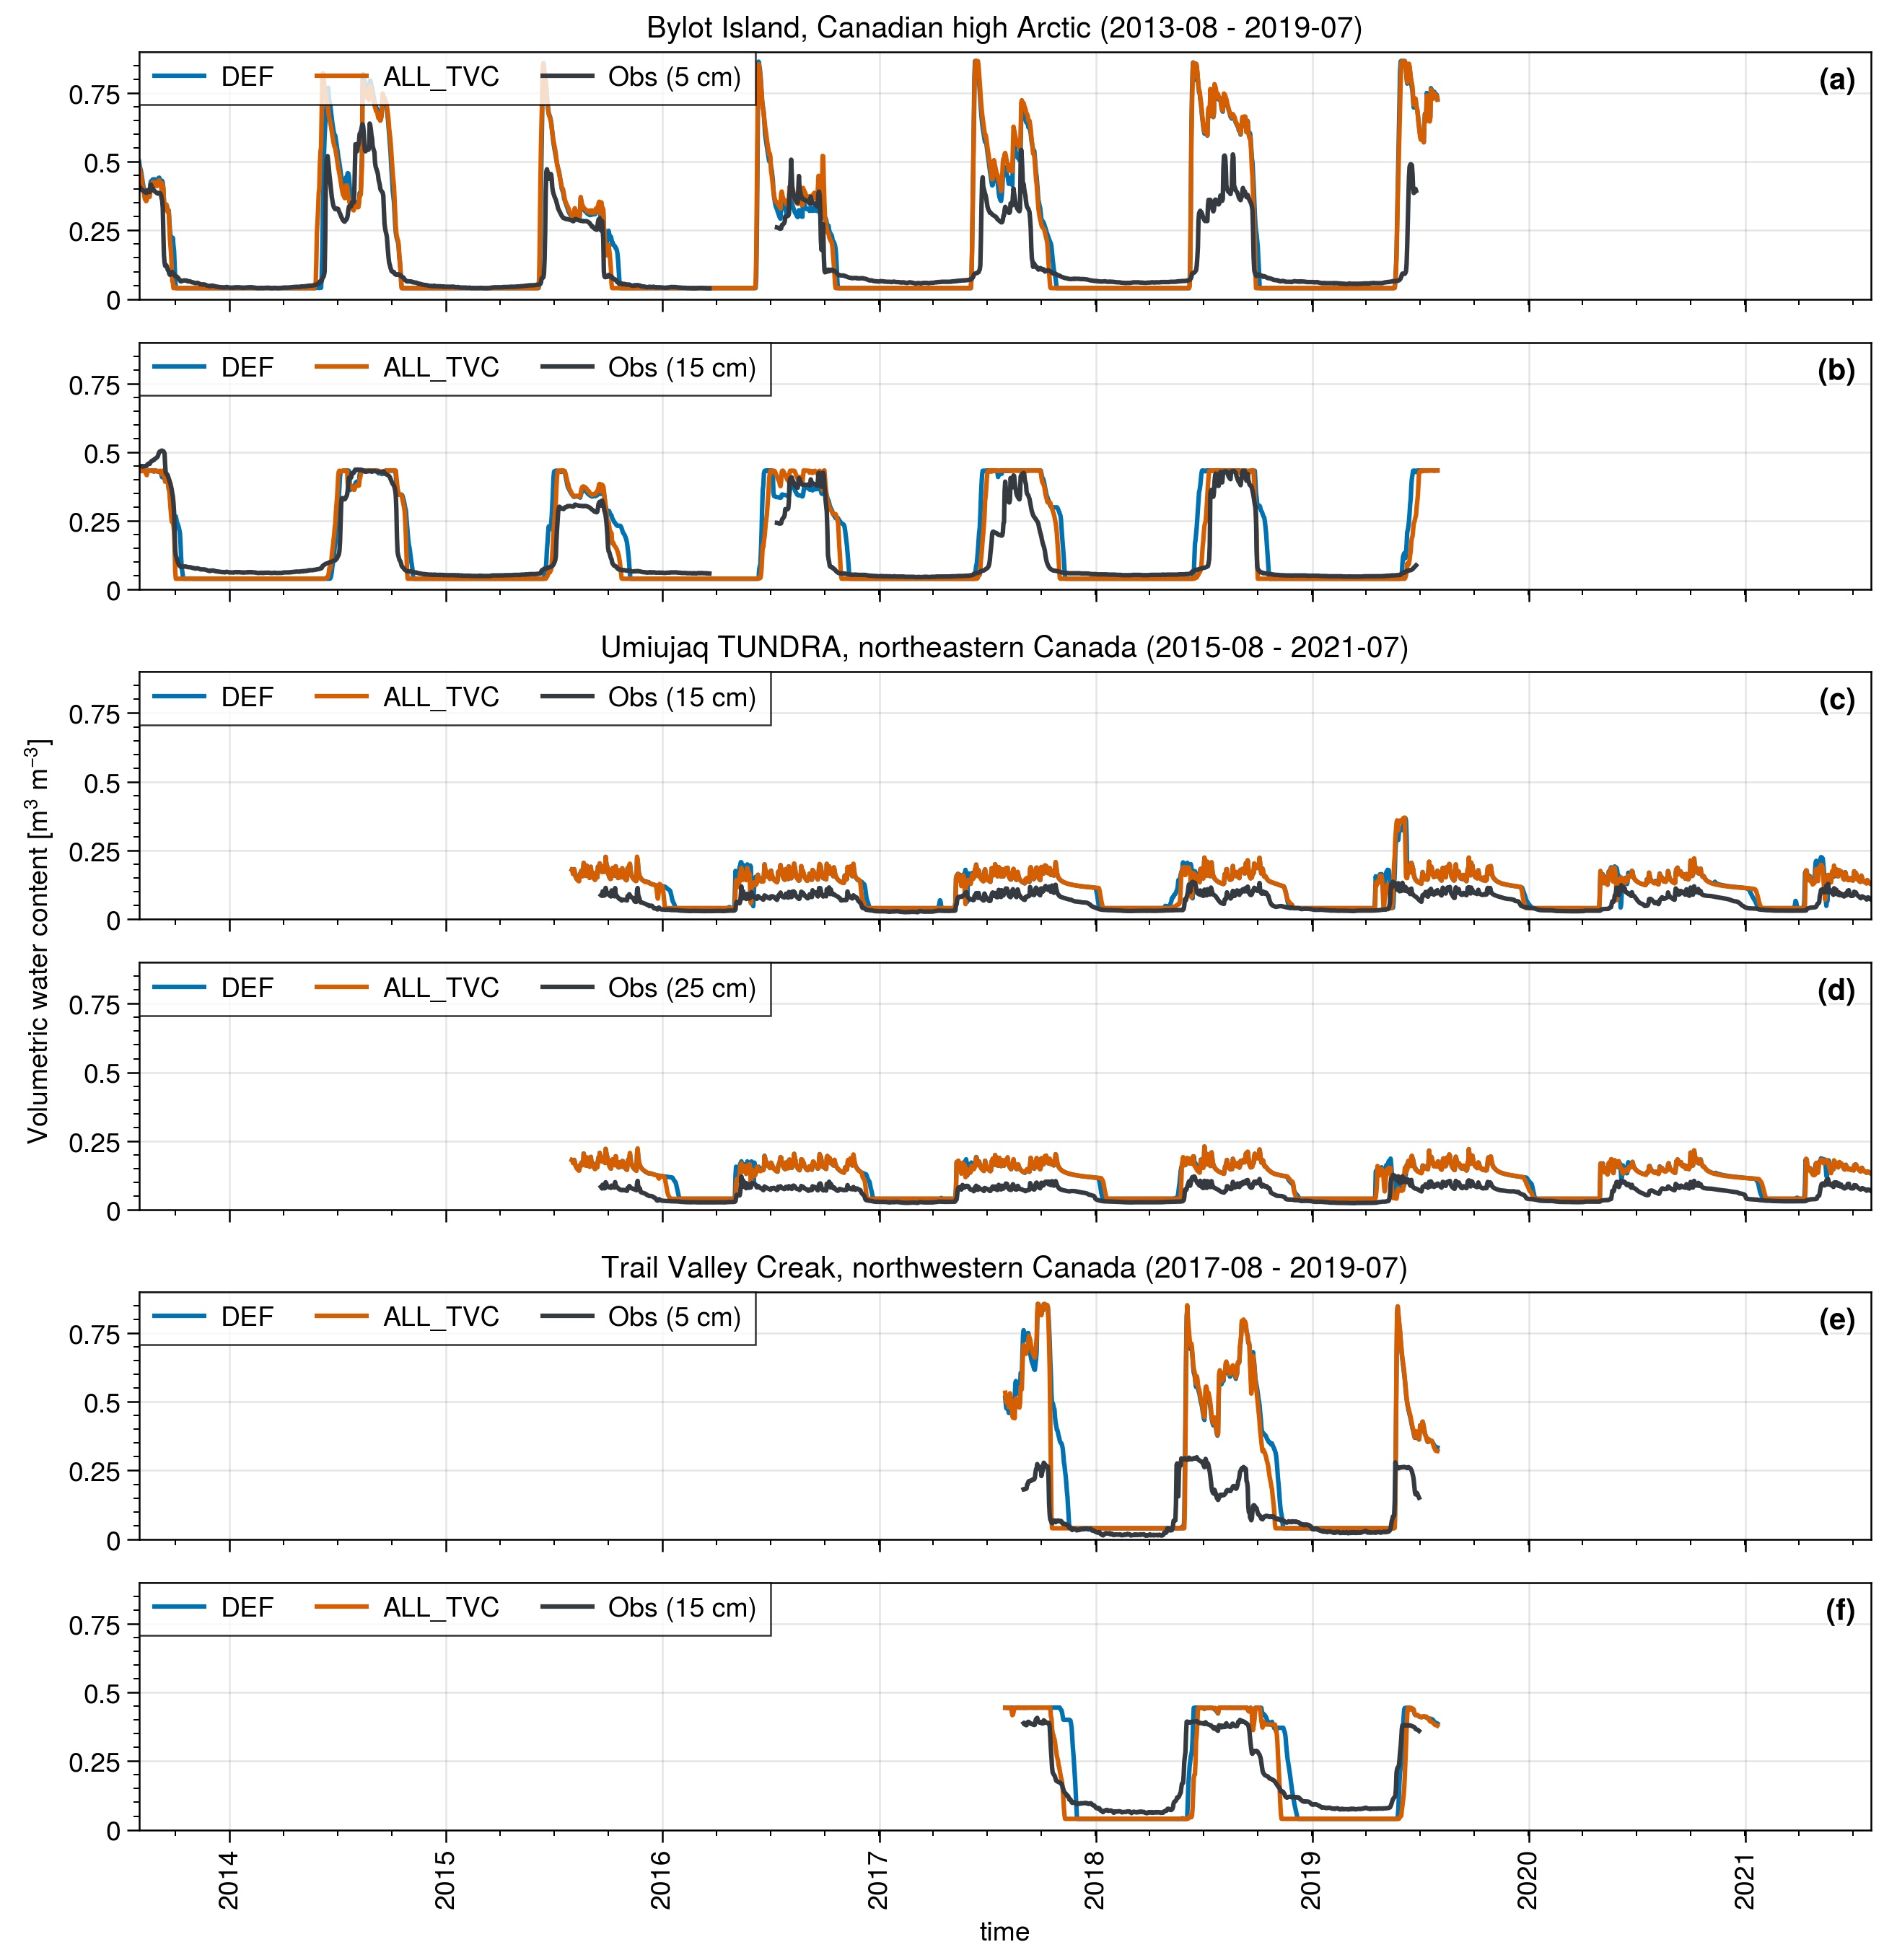 Bylot Island, Canadian high Arctic (2013-08 - 2019-07)
DEF ALL_TVC Obs (5 cm) (a)
0.75
0.5
0.25
0
DEF ALL_TVC Obs (15 cm) (b)
0.75
0.5
0.25
0
Umiujaq TUNDRA, northeastern Canada (2015-08 - 2021-07)
DEF ALL_TVC Obs (15 cm) (c)
0.75
0.5
0.25
0
Volumetric water content [m³ m⁻³]
DEF ALL_TVC Obs (25 cm) (d)
0.75
0.5
0.25
0
Trail Valley Creak, northwestern Canada (2017-08 - 2019-07)
DEF ALL_TVC Obs (5 cm) (e)
0.75
0.5
0.25
0
DEF ALL_TVC Obs (15 cm) (f)
0.75
0.5
0.25
0
2014 2015 2016 2017 2018 2019 2020 2021
time